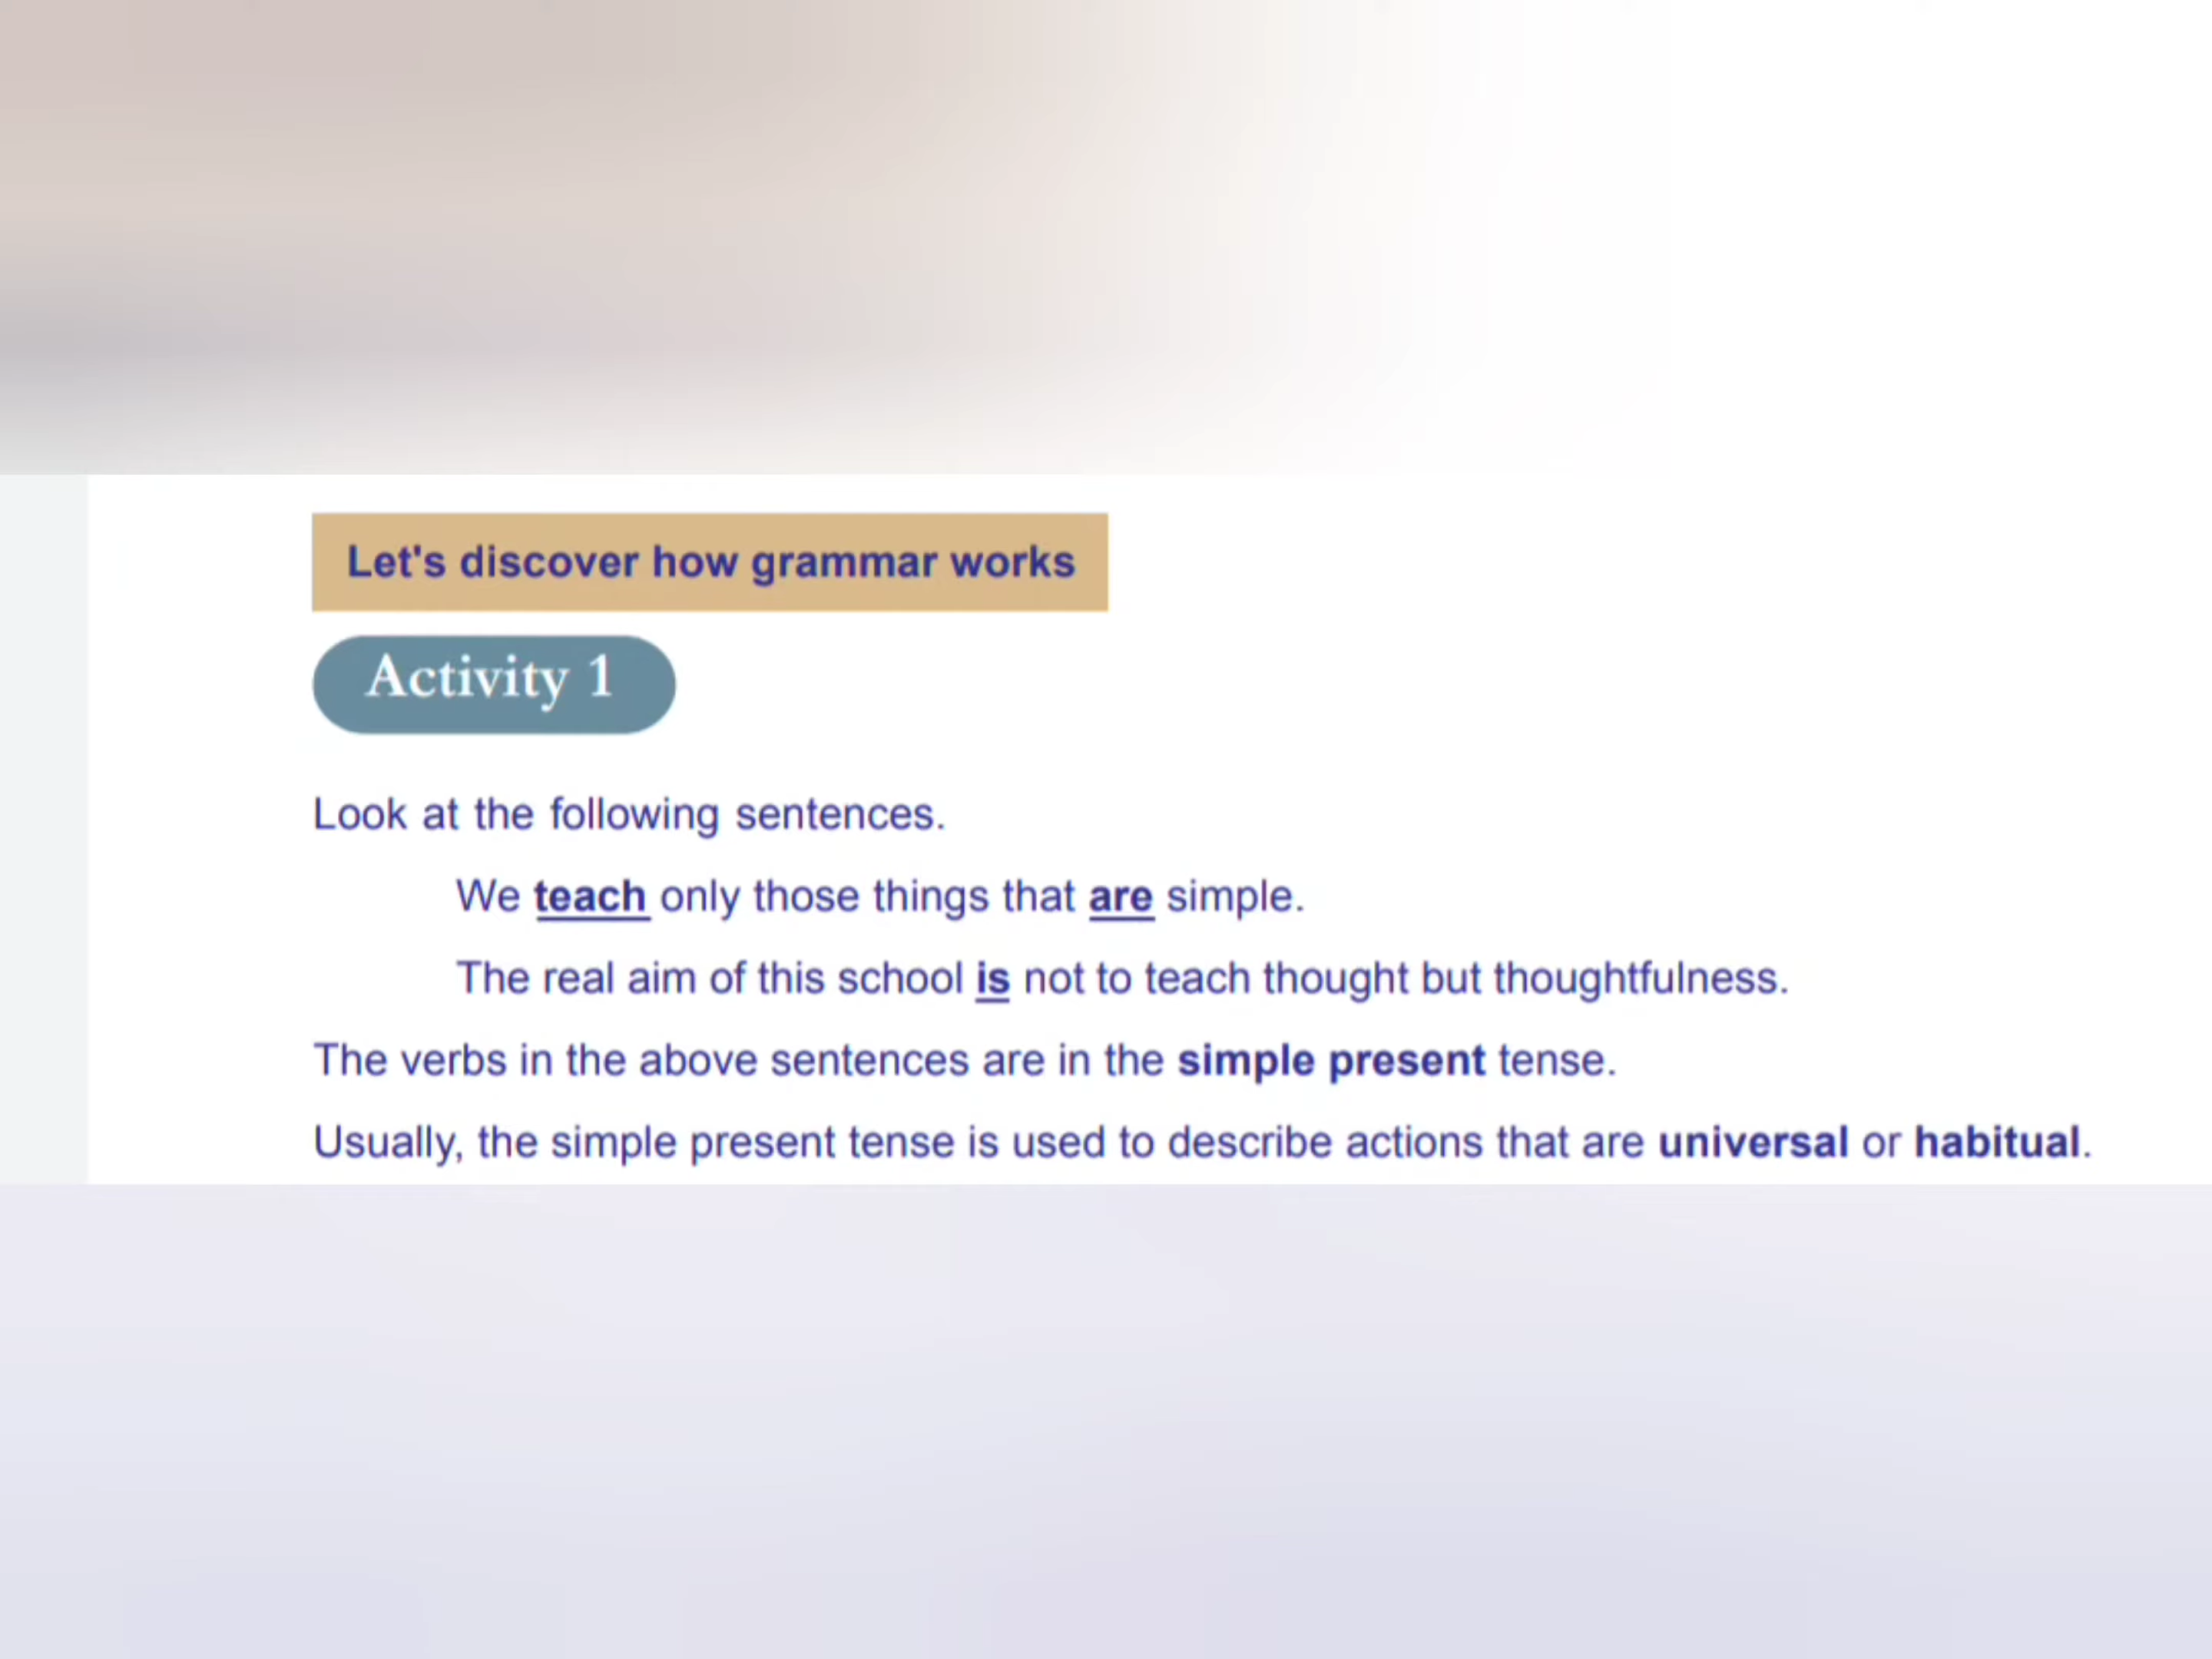 Let's discover how grammar works
Activity 1
Look at the following sentences.
We teach only those things that are simple.
The real aim of this school is not to teach thought but thoughtfulness.
The verbs in the above sentences are in the simple present tense.
Usually, the simple present tense is used to describe actions that are universal or habitual.